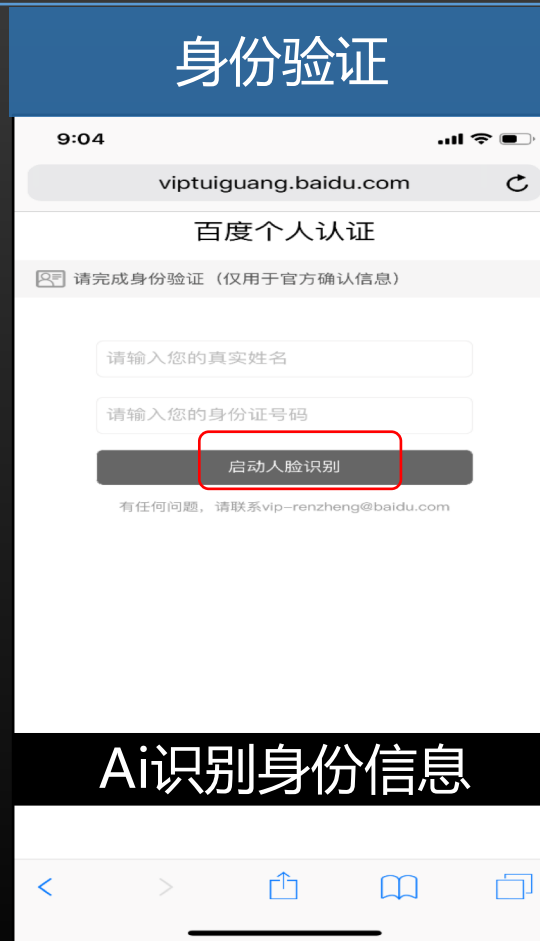 身份验证
9:04
viptuiguang.baidu.com
百度个人认证
请完成身份验证（仅用于官方确认信息）
请输入您的真实姓名
请输入您的身份证号码
启动人脸识别
有任何问题，请联系vip-renzheng@baidu.com
Ai识别身份信息